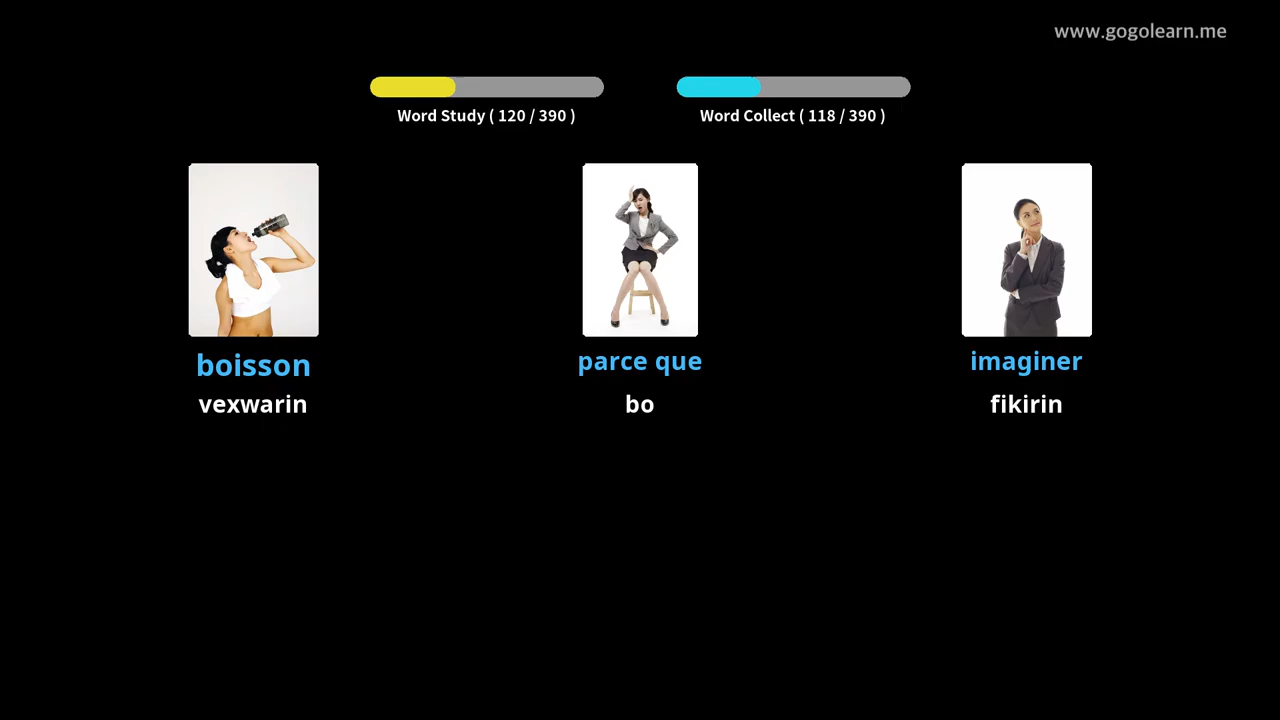 www.gogolearn.me
Word Study ( 120 / 390 )
Word Collect ( 118 / 390 )
boisson
vexwarin
parce que
bo
imaginer
fikirin